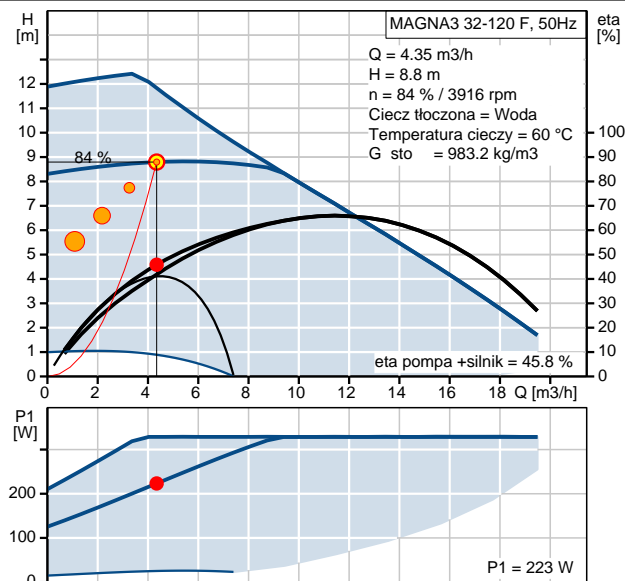 H
[m]
MAGNA3 32-120 F, 50Hz
eta
[%]
Q = 4.35 m3/h
H = 8.8 m
n = 84 % / 3916 rpm
Ciecz tłoczona = Woda
Temperatura cieczy = 60 °C
G sto = 983.2 kg/m3
12
11
10
9
8
7
6
5
4
3
2
1
0
84 %
100
90
80
70
60
50
40
30
20
10
0
eta pompa +silnik = 45.8 %
0 2 4 6 8 10 12 14 16 18 Q [m3/h]
P1
[W]
200
100
0
P1 = 223 W